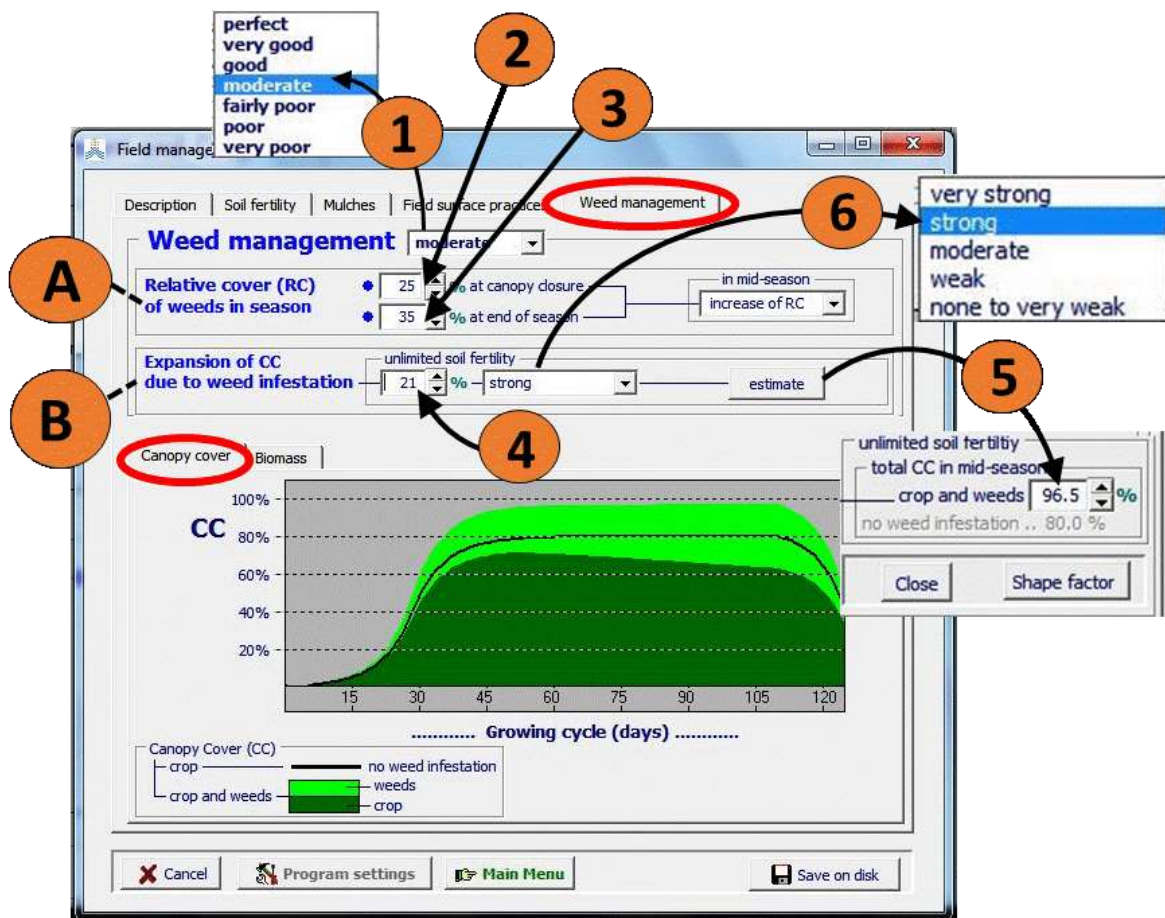 perfect
very good
good
moderate
fairly poor
poor
very poor
1
2
3
Field manage
Description
Soil fertility
Mulches
Field surface practices
Weed management
Weed management
moderate
A
Relative cover (RC)
of weeds in season
25 % at canopy closure
35 % at end of season
in mid-season
increase of RC
6
very strong
strong
moderate
weak
none to very weak
B
Expansion of CC
due to weed infestation
unlimited soil fertility
21 %
strong
estimate
5
4
unlimited soil fertiltiy
total CC in mid-season
crop and weeds 96.5 %
no weed infestation .. 80.0 %
Close
Shape factor
Canopy cover
Biomass
CC
100%
80%
60%
40%
20%
15 30 45 60 75 90 105 120
............ Growing cycle (days) ............
Canopy Cover (CC)
crop
no weed infestation
crop and weeds
weeds
crop
Cancel
Program settings
Main Menu
Save on disk